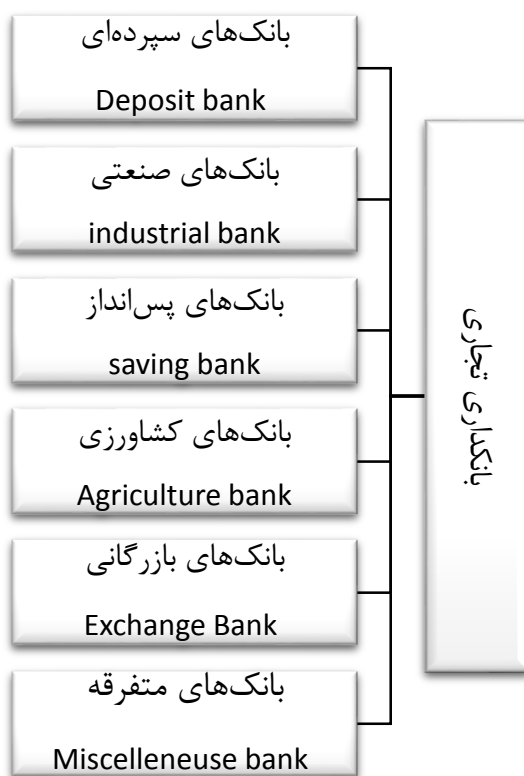 بانکداری تجاری
بانک‌های سپرده‌ای
Deposit bank
بانک‌های صنعتی
industrial bank
بانک‌های پس‌انداز
saving bank
بانک‌های کشاورزی
Agriculture bank
بانک‌های بازرگانی
Exchange Bank
بانک‌های متفرقه
Miscelleneuse bank